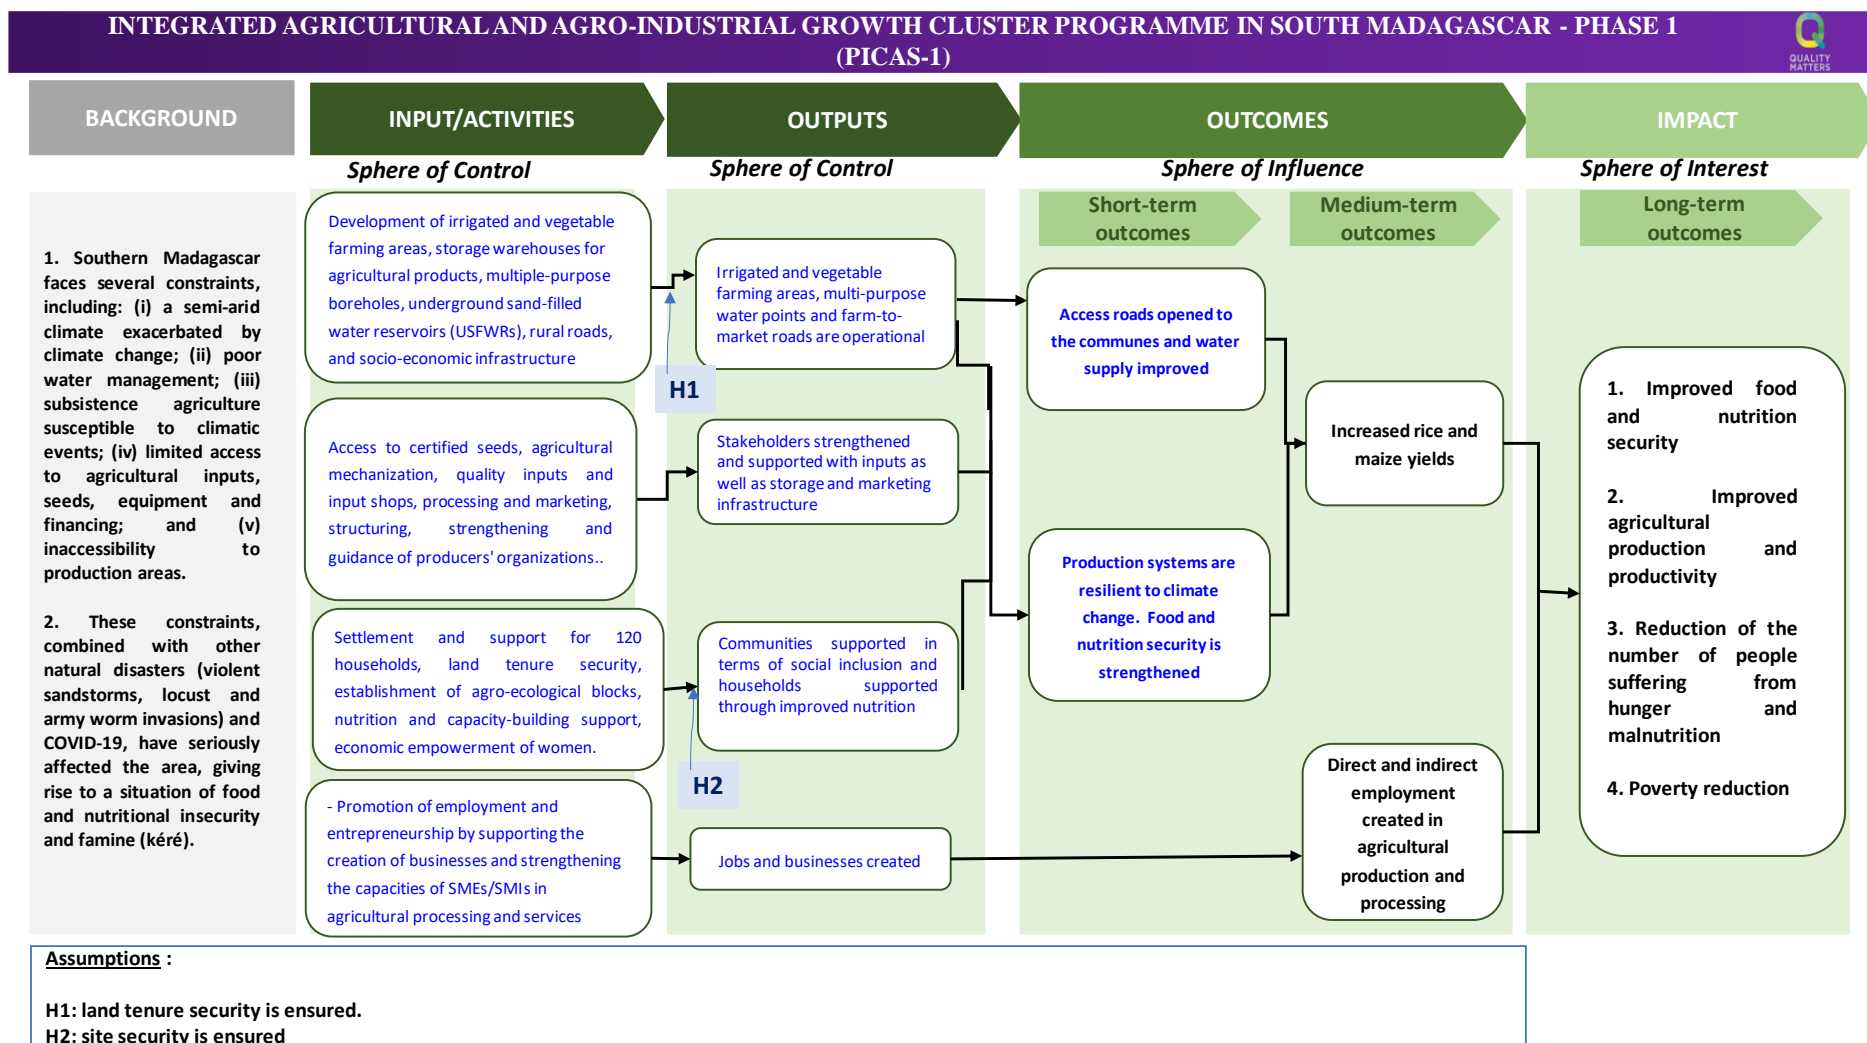 INTEGRATED AGRICULTURAL AND AGRO-INDUSTRIAL GROWTH CLUSTER PROGRAMME IN SOUTH MADAGASCAR - PHASE 1
(PICAS-1)
QUALITY
MATTERS
BACKGROUND
INPUT/ACTIVITIES
OUTPUTS
OUTCOMES
IMPACT
Sphere of Control
Sphere of Control
Sphere of Influence
Sphere of Interest
Short-term
outcomes
Medium-term
outcomes
Long-term
outcomes
1. Southern Madagascar
faces several constraints,
including: (i) a semi-arid
climate exacerbated by
climate change; (ii) poor
water management; (iii)
subsistence agriculture
susceptible to climatic
events; (iv) limited access
to agricultural inputs,
seeds, equipment and
financing; and (v)
inaccessibility to
production areas.
2. These constraints,
combined with other
natural disasters (violent
sandstorms, locust and
army worm invasions) and
COVID-19, have seriously
affected the area, giving
rise to a situation of food
and nutritional insecurity
and famine (kéré).
Development of irrigated and vegetable
farming areas, storage warehouses for
agricultural products, multiple-purpose
boreholes, underground sand-filled
water reservoirs (USFWRs), rural roads,
and socio-economic infrastructure
Access to certified seeds, agricultural
mechanization, quality inputs and
input shops, processing and marketing,
structuring, strengthening and
guidance of producers' organizations..
Settlement and support for 120
households, land tenure security,
establishment of agro-ecological blocks,
nutrition and capacity-building support,
economic empowerment of women.
- Promotion of employment and
entrepreneurship by supporting the
creation of businesses and strengthening
the capacities of SMEs/SMIs in
agricultural processing and services
H1
H2
Irrigated and vegetable
farming areas, multi-purpose
water points and farm-to-
market roads are operational
Stakeholders strengthened
and supported with inputs as
well as storage and marketing
infrastructure
Communities supported in
terms of social inclusion and
households supported
through improved nutrition
Jobs and businesses created
Access roads opened to
the communes and water
supply improved
Production systems are
resilient to climate
change. Food and
nutrition security is
strengthened
Increased rice and
maize yields
Direct and indirect
employment
created in
agricultural
production and
processing
1. Improved food
and nutrition
security
2. Improved
agricultural
production and
productivity
3. Reduction of the
number of people
suffering from
hunger and
malnutrition
4. Poverty reduction
Assumptions :
H1: land tenure security is ensured.
H2: site security is ensured